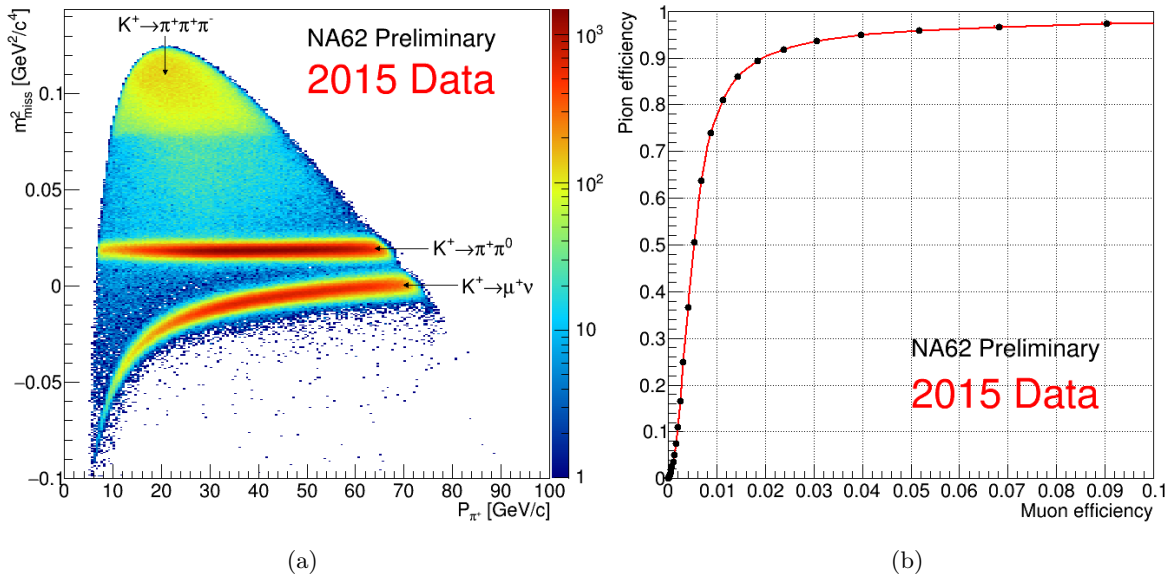 K⁺→π⁺π⁺π⁻
NA62 Preliminary
2015 Data
K⁺→π⁺π⁰
K⁺→μ⁺ν
m²miss [GeV²/c⁴]
0.1
0.05
0
−0.05
−0.1
0 10 20 30 40 50 60 70 80 90 100
Pπ⁺ [GeV/c]
10³
10²
10
1
(a)
Pion efficiency
1
0.9
0.8
0.7
0.6
0.5
0.4
0.3
0.2
0.1
0
NA62 Preliminary
2015 Data
0 0.01 0.02 0.03 0.04 0.05 0.06 0.07 0.08 0.09 0.1
Muon efficiency
(b)